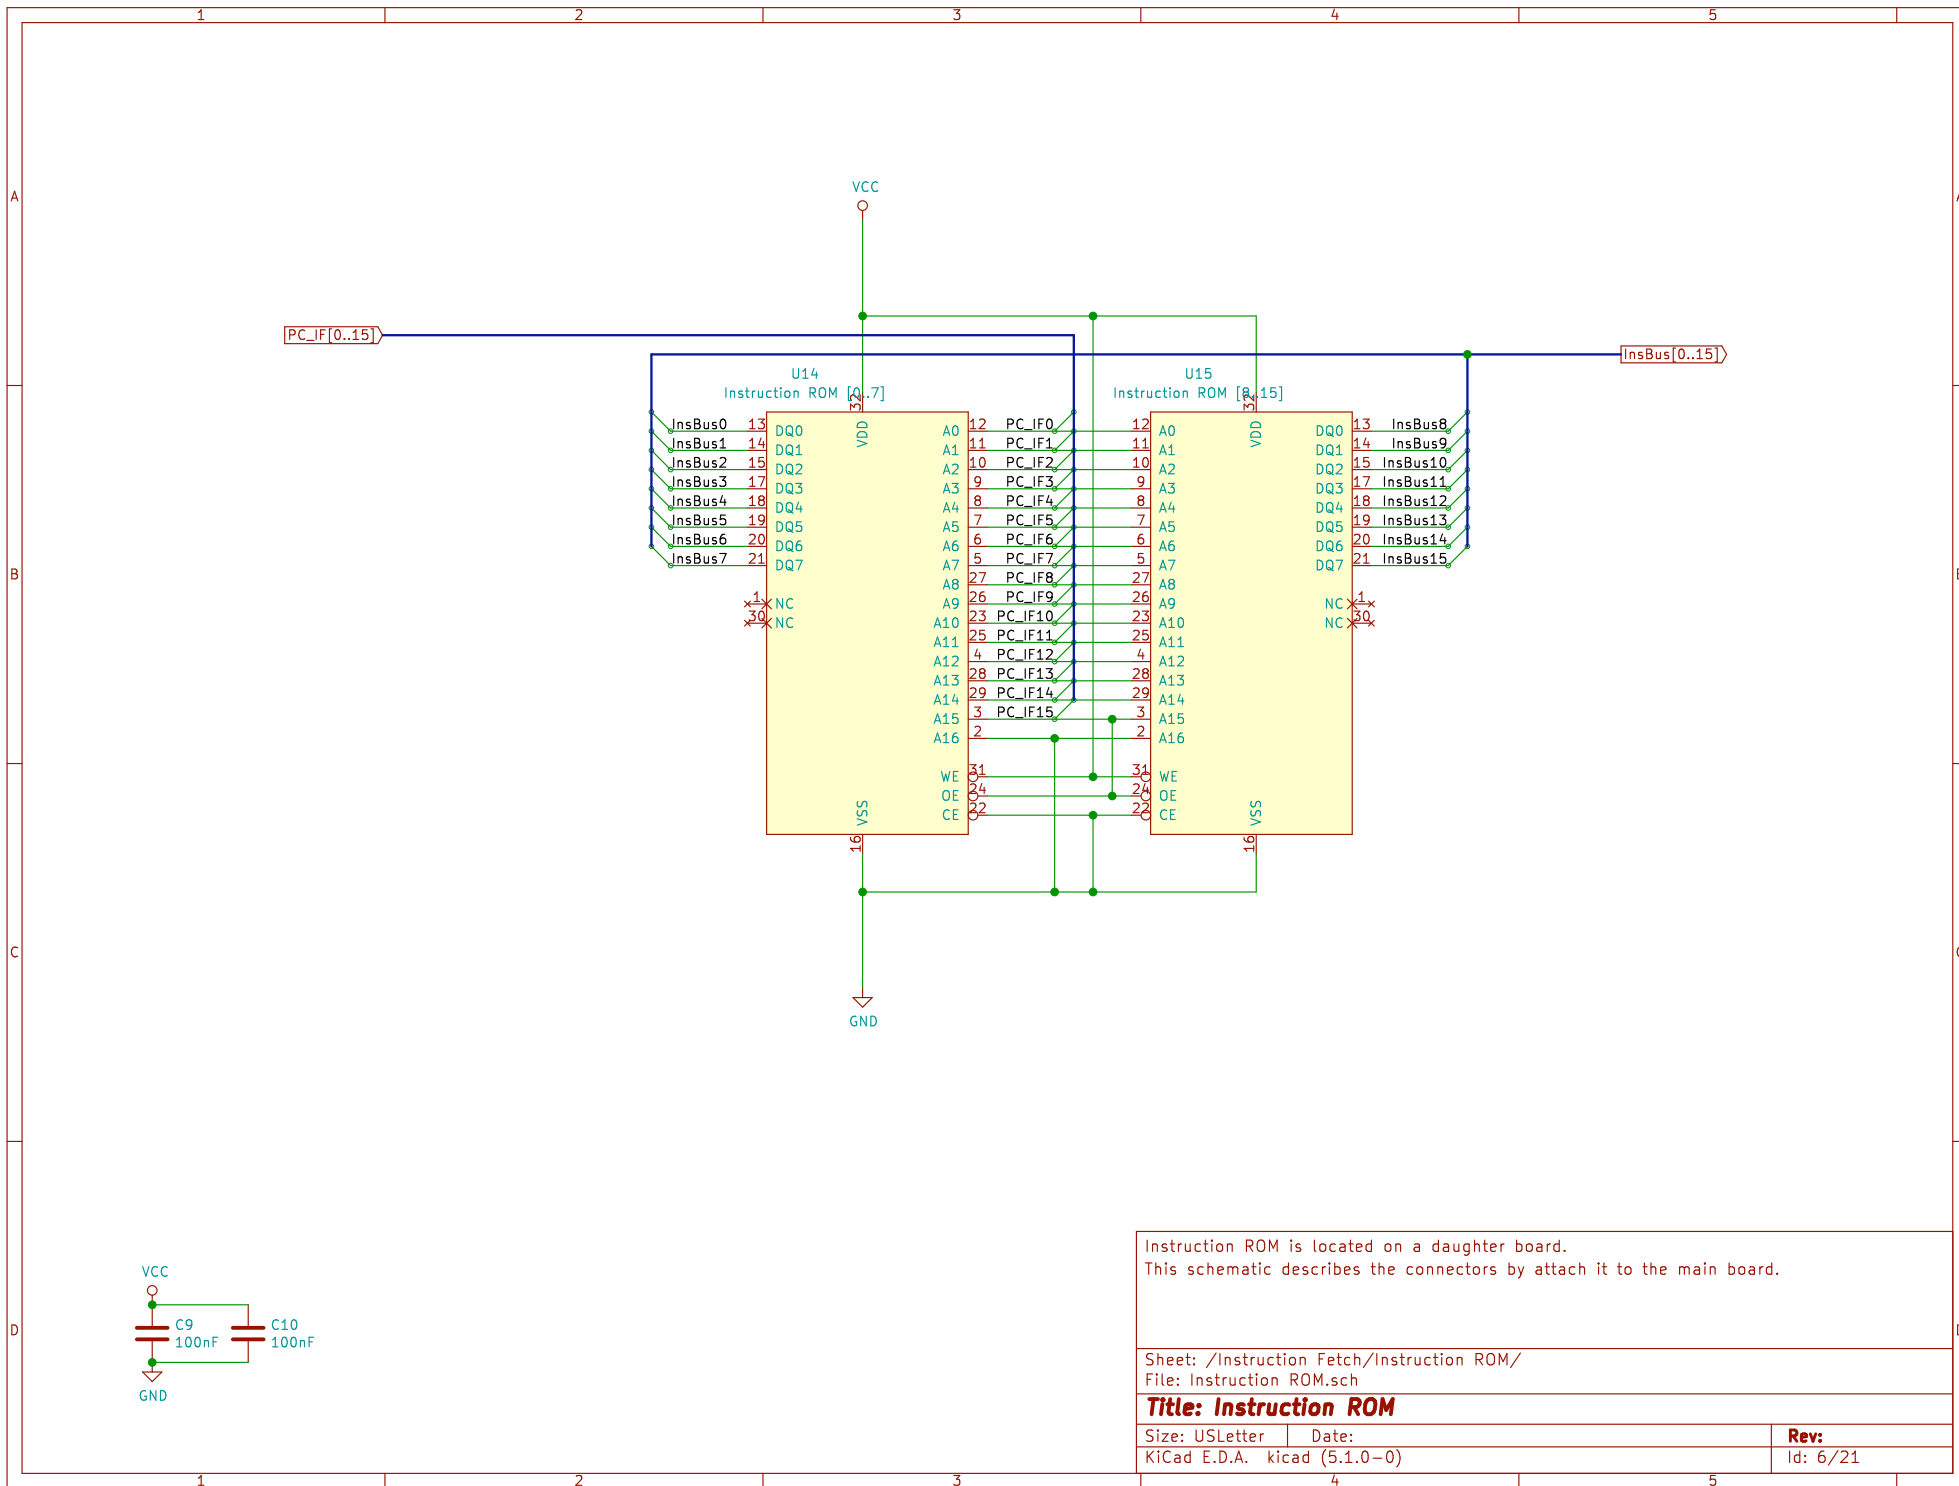 1 2 3 4 5
A
B
C
D
VCC
PC_IF[0..15]
InsBus[0..15]
U14
Instruction ROM [0..7]
U15
Instruction ROM [8..15]
32 VDD
32 VDD
InsBus0 13 DQ0 A0 12 PC_IF0 12 A0 DQ0 13 InsBus8
InsBus1 14 DQ1 A1 11 PC_IF1 11 A1 DQ1 14 InsBus9
InsBus2 15 DQ2 A2 10 PC_IF2 10 A2 DQ2 15 InsBus10
InsBus3 17 DQ3 A3 9 PC_IF3 9 A3 DQ3 17 InsBus11
InsBus4 18 DQ4 A4 8 PC_IF4 8 A4 DQ4 18 InsBus12
InsBus5 19 DQ5 A5 7 PC_IF5 7 A5 DQ5 19 InsBus13
InsBus6 20 DQ6 A6 6 PC_IF6 6 A6 DQ6 20 InsBus14
InsBus7 21 DQ7 A7 5 PC_IF7 5 A7 DQ7 21 InsBus15
A8 27 PC_IF8 27 A8
1 NC A9 26 PC_IF9 26 A9 NC 1
30 NC A10 23 PC_IF10 23 A10 NC 30
A11 25 PC_IF11 25 A11
A12 4 PC_IF12 4 A12
A13 28 PC_IF13 28 A13
A14 29 PC_IF14 29 A14
A15 3 PC_IF15 3 A15
A16 2 2 A16
WE 31 31 WE
OE 24 24 OE
CE 22 22 CE
VSS 16
VSS 16
GND
VCC
C9
100nF
C10
100nF
GND
Instruction ROM is located on a daughter board.
This schematic describes the connectors by attach it to the main board.
Sheet: /Instruction Fetch/Instruction ROM/
File: Instruction ROM.sch
Title: Instruction ROM
Size: USLetter Date: Rev:
KiCad E.D.A. kicad (5.1.0-0) Id: 6/21
1 2 3 4 5